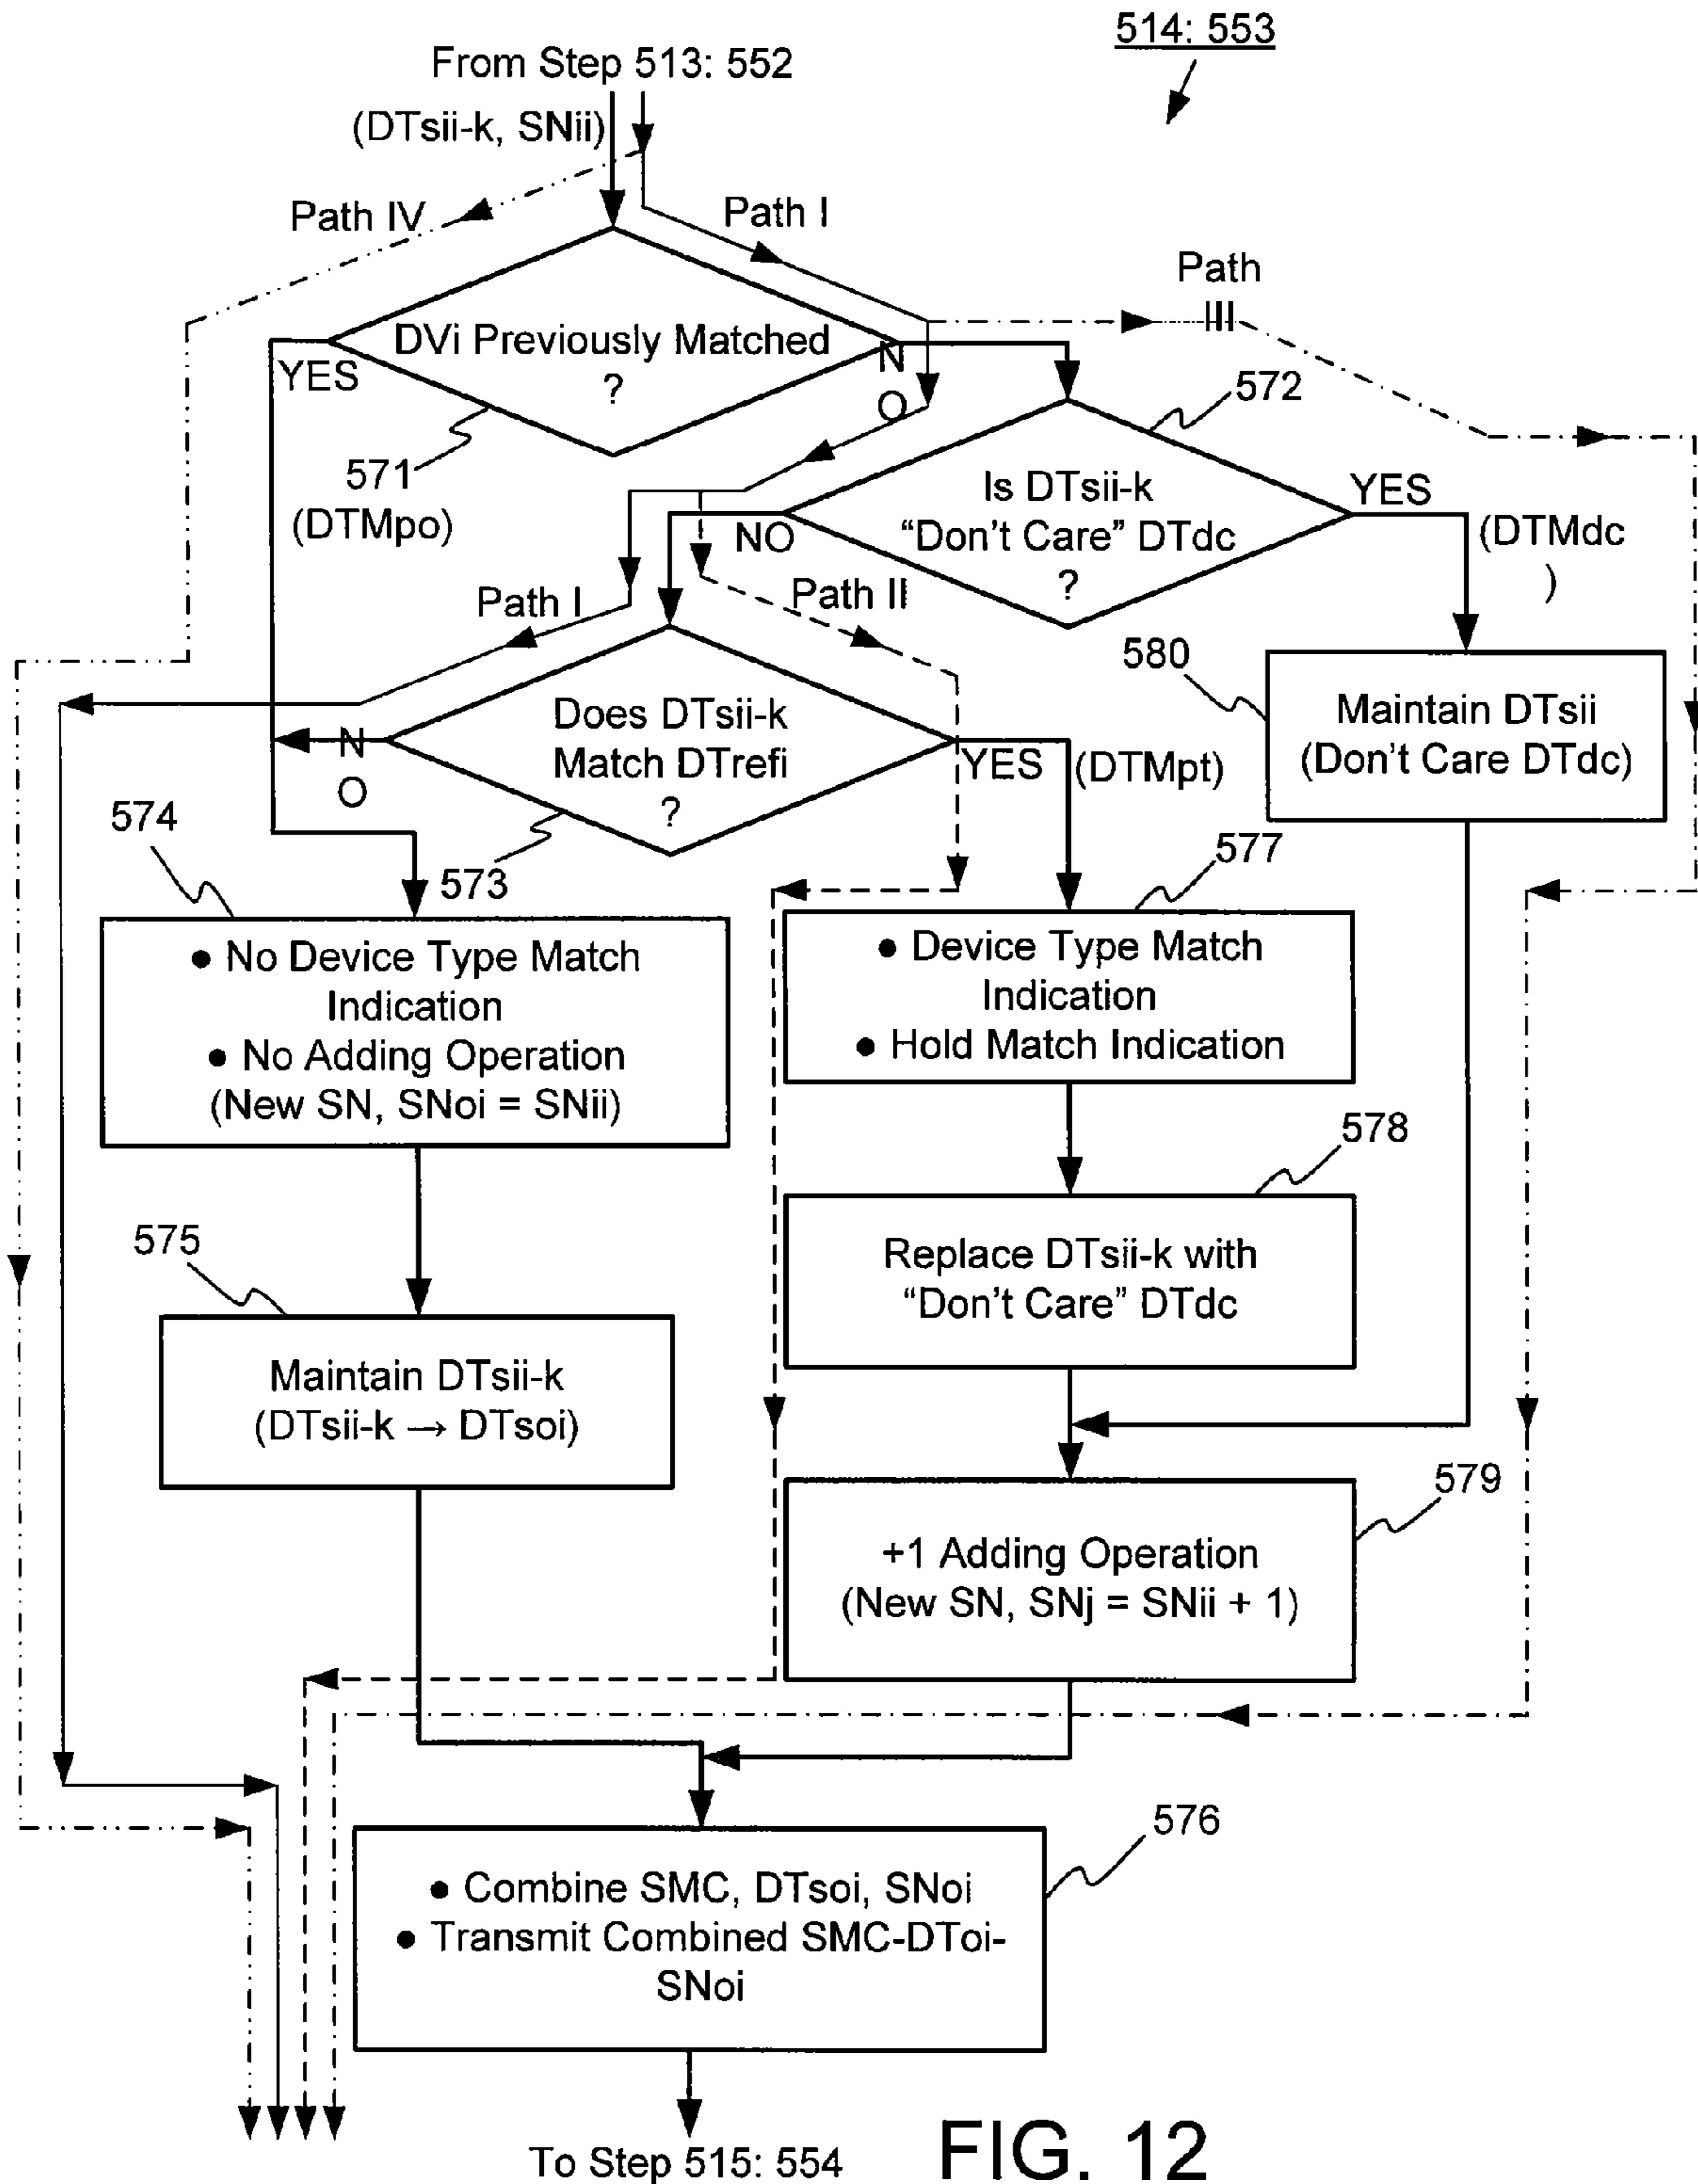 514: 553
From Step 513: 552
(DTsii-k, SNii)
Path IV
Path I
Path
III
DVi Previously Matched
?
YES
N
O
571
(DTMpo)
572
Is DTsii-k
“Don't Care” DTdc
?
YES
NO
(DTMdc
)
Path I
Path II
580
Maintain DTsii
(Don't Care DTdc)
Does DTsii-k
Match DTrefi
?
N
O
YES
(DTMpt)
573
574
577
• No Device Type Match
Indication
• No Adding Operation
(New SN, SNoi = SNii)
• Device Type Match
Indication
• Hold Match Indication
578
Replace DTsii-k with
“Don't Care” DTdc
575
Maintain DTsii-k
(DTsii-k → DTsoi)
579
+1 Adding Operation
(New SN, SNj = SNii + 1)
576
• Combine SMC, DTsoi, SNoi
• Transmit Combined SMC-DToi-
SNoi
To Step 515: 554
FIG. 12